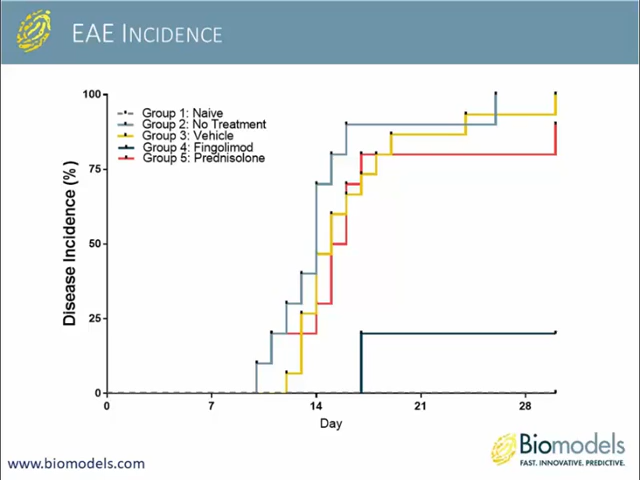 EAE INCIDENCE
100
75
50
25
0
Disease Incidence (%)
Group 1: Naive
Group 2: No Treatment
Group 3: Vehicle
Group 4: Fingolimod
Group 5: Prednisolone
0 7 14 21 28
Day
www.biomodels.com
Biomodels
FAST. INNOVATIVE. PREDICTIVE.